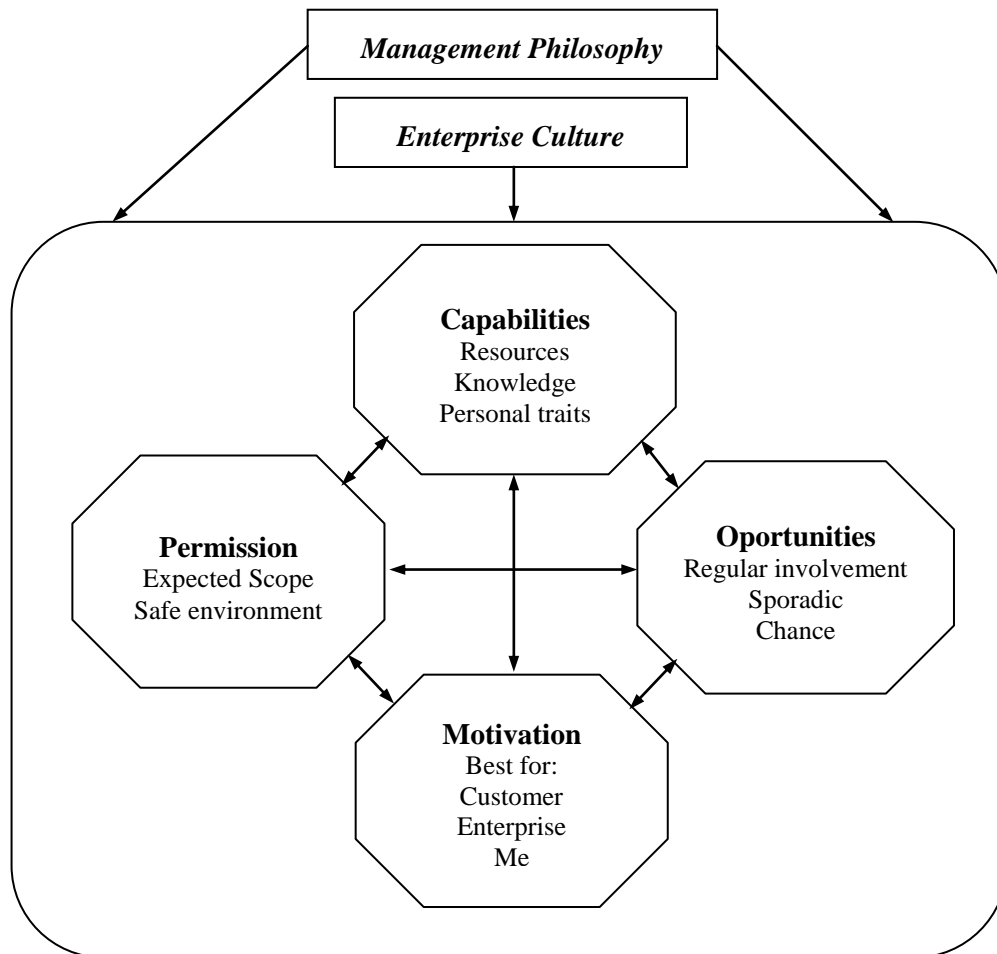 Management Philosophy
Enterprise Culture
Capabilities
Resources
Knowledge
Personal traits
Permission
Expected Scope
Safe environment
Oportunities
Regular involvement
Sporadic
Chance
Motivation
Best for:
Customer
Enterprise
Me